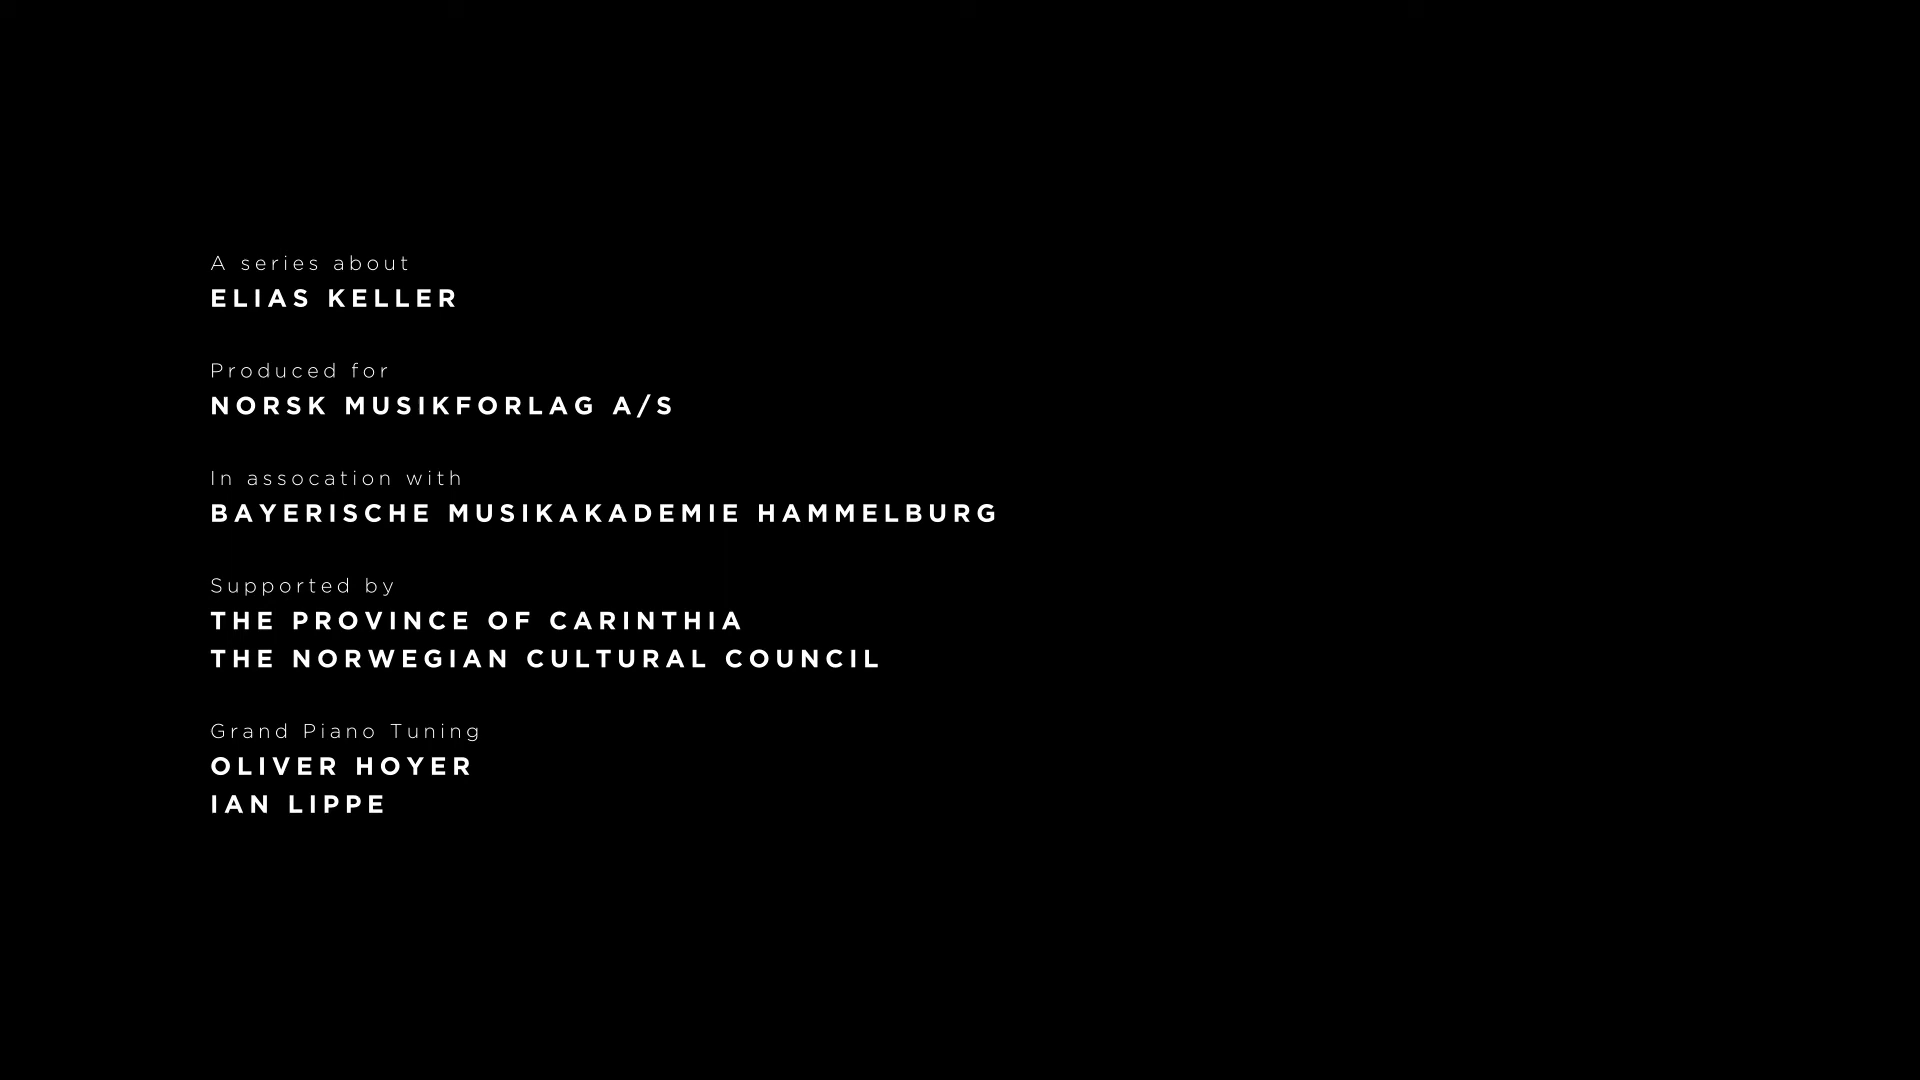 A series about
ELIAS KELLER
Produced for
NORSK MUSIKFORLAG A/S
In assocation with
BAYERISCHE MUSIKAKADEMIE HAMMELBURG
Supported by
THE PROVINCE OF CARINTHIA
THE NORWEGIAN CULTURAL COUNCIL
Grand Piano Tuning
OLIVER HOYER
IAN LIPPE